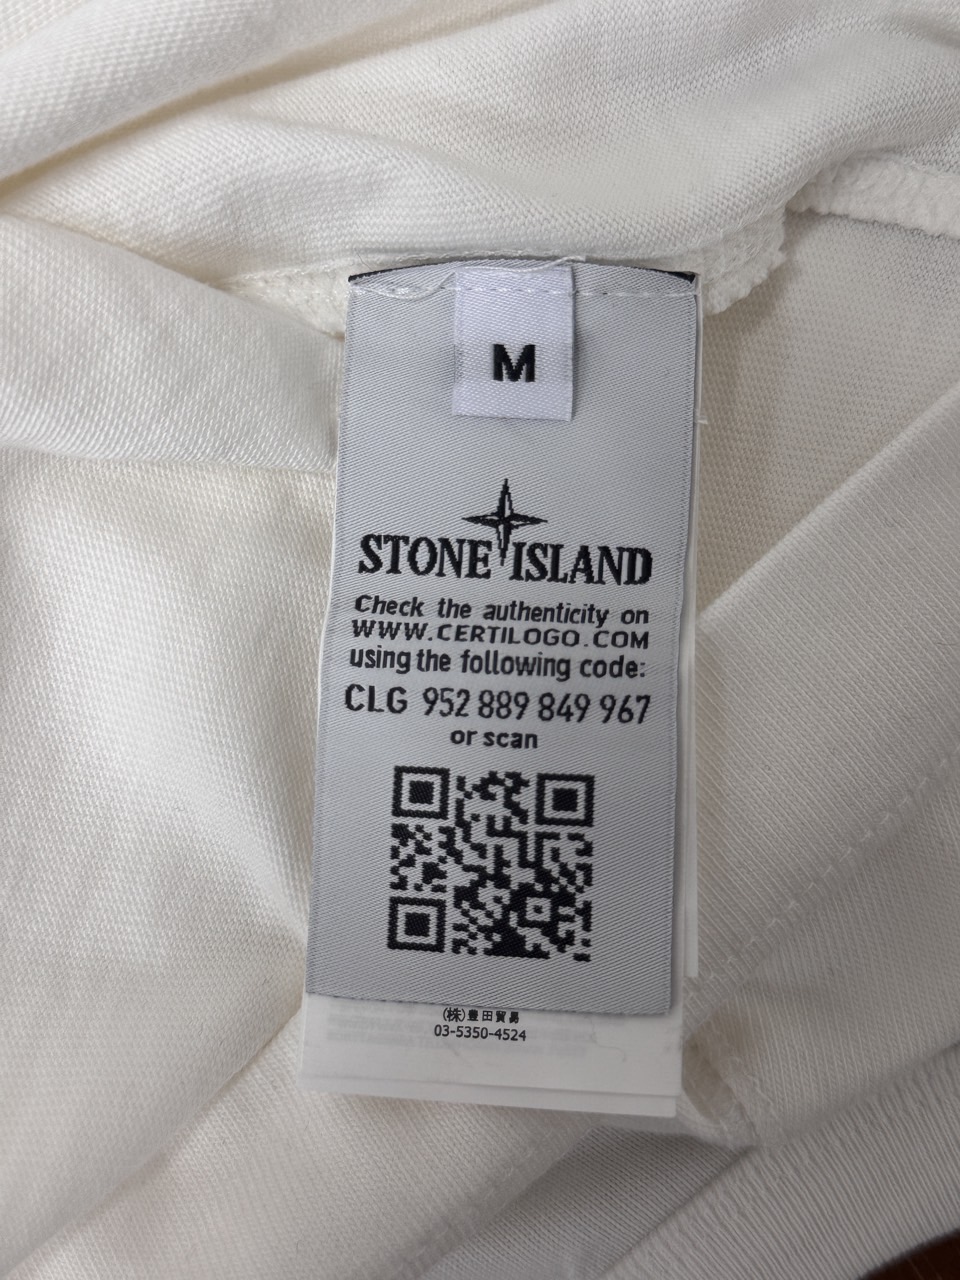 M
STONE ISLAND
Check the authenticity on
WWW.CERTILOGO.COM
using the following code:
CLG 952 889 849 967
or scan
(株)豊田貿易
03-5350-4524